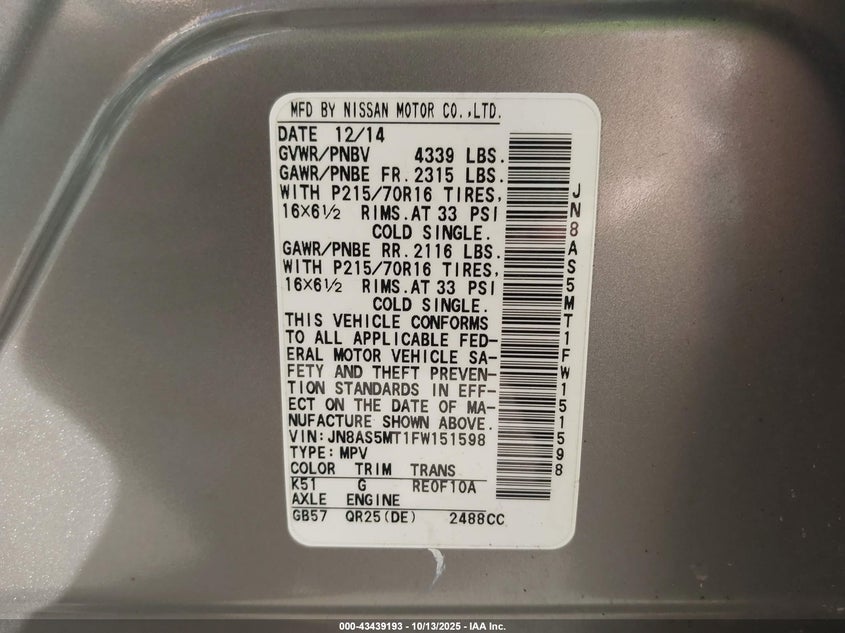 MFD BY NISSAN MOTOR CO.,LTD.
DATE 12/14
GVWR/PNBV 4339 LBS.
GAWR/PNBE FR. 2315 LBS.
WITH P215/70R16 TIRES,
16×6½ RIMS. AT 33 PSI
COLD SINGLE.
GAWR/PNBE RR. 2116 LBS.
WITH P215/70R16 TIRES,
16×6½ RIMS. AT 33 PSI
COLD SINGLE.
THIS VEHICLE CONFORMS
TO ALL APPLICABLE FED-
ERAL MOTOR VEHICLE SA-
FETY AND THEFT PREVEN-
TION STANDARDS IN EFF-
ECT ON THE DATE OF MA-
NUFACTURE SHOWN ABOVE.
VIN:JN8AS5MT1FW151598
TYPE:MPV
COLOR TRIM TRANS
K51 G RE0F10A
AXLE ENGINE
GB57 QR25(DE) 2488CC
JN8AS5MT1FW151598
000-43439193 - 10/13/2025 - IAA Inc.